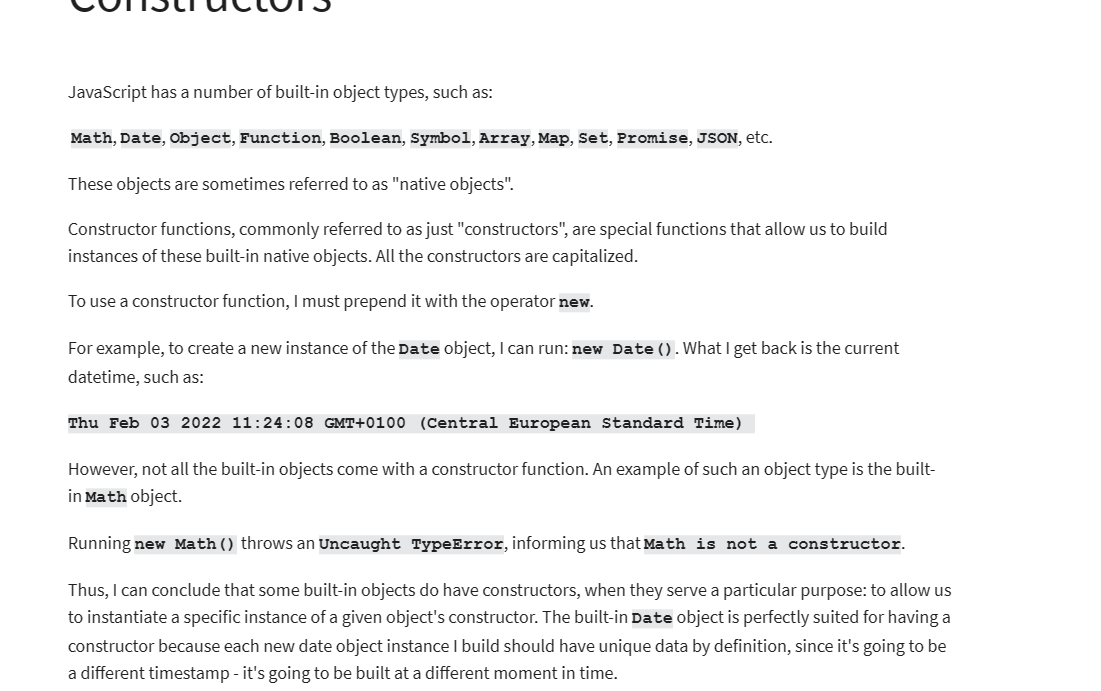 Constructors
JavaScript has a number of built-in object types, such as:
Math, Date, Object, Function, Boolean, Symbol, Array, Map, Set, Promise, JSON, etc.
These objects are sometimes referred to as "native objects".
Constructor functions, commonly referred to as just "constructors", are special functions that allow us to build
instances of these built-in native objects. All the constructors are capitalized.
To use a constructor function, I must prepend it with the operator new.
For example, to create a new instance of the Date object, I can run: new Date(). What I get back is the current
datetime, such as:
Thu Feb 03 2022 11:24:08 GMT+0100 (Central European Standard Time)
However, not all the built-in objects come with a constructor function. An example of such an object type is the built-
in Math object.
Running new Math() throws an Uncaught TypeError, informing us that Math is not a constructor.
Thus, I can conclude that some built-in objects do have constructors, when they serve a particular purpose: to allow us
to instantiate a specific instance of a given object's constructor. The built-in Date object is perfectly suited for having a
constructor because each new date object instance I build should have unique data by definition, since it's going to be
a different timestamp - it's going to be built at a different moment in time.